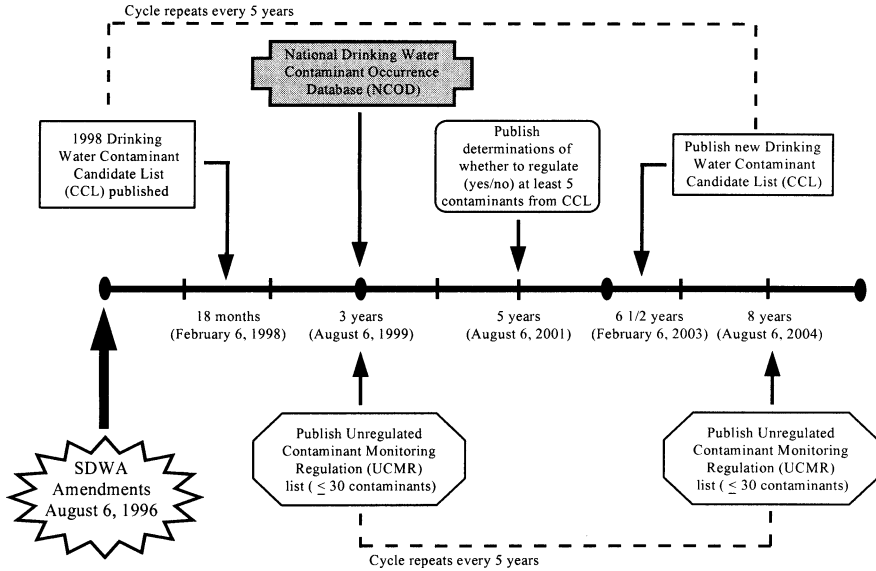 Cycle repeats every 5 years
National Drinking Water
Contaminant Occurrence
Database (NCOD)
1998 Drinking
Water Contaminant
Candidate List
(CCL) published
Publish
determinations of
whether to regulate
(yes/no) at least 5
contaminants from CCL
Publish new Drinking
Water Contaminant
Candidate List (CCL)
18 months
(February 6, 1998)
3 years
(August 6, 1999)
5 years
(August 6, 2001)
6 1/2 years
(February 6, 2003)
8 years
(August 6, 2004)
SDWA
Amendments
August 6, 1996
Publish Unregulated
Contaminant Monitoring
Regulation (UCMR)
list ( ≤ 30 contaminants)
Publish Unregulated
Contaminant Monitoring
Regulation (UCMR)
list ( ≤ 30 contaminants)
Cycle repeats every 5 years